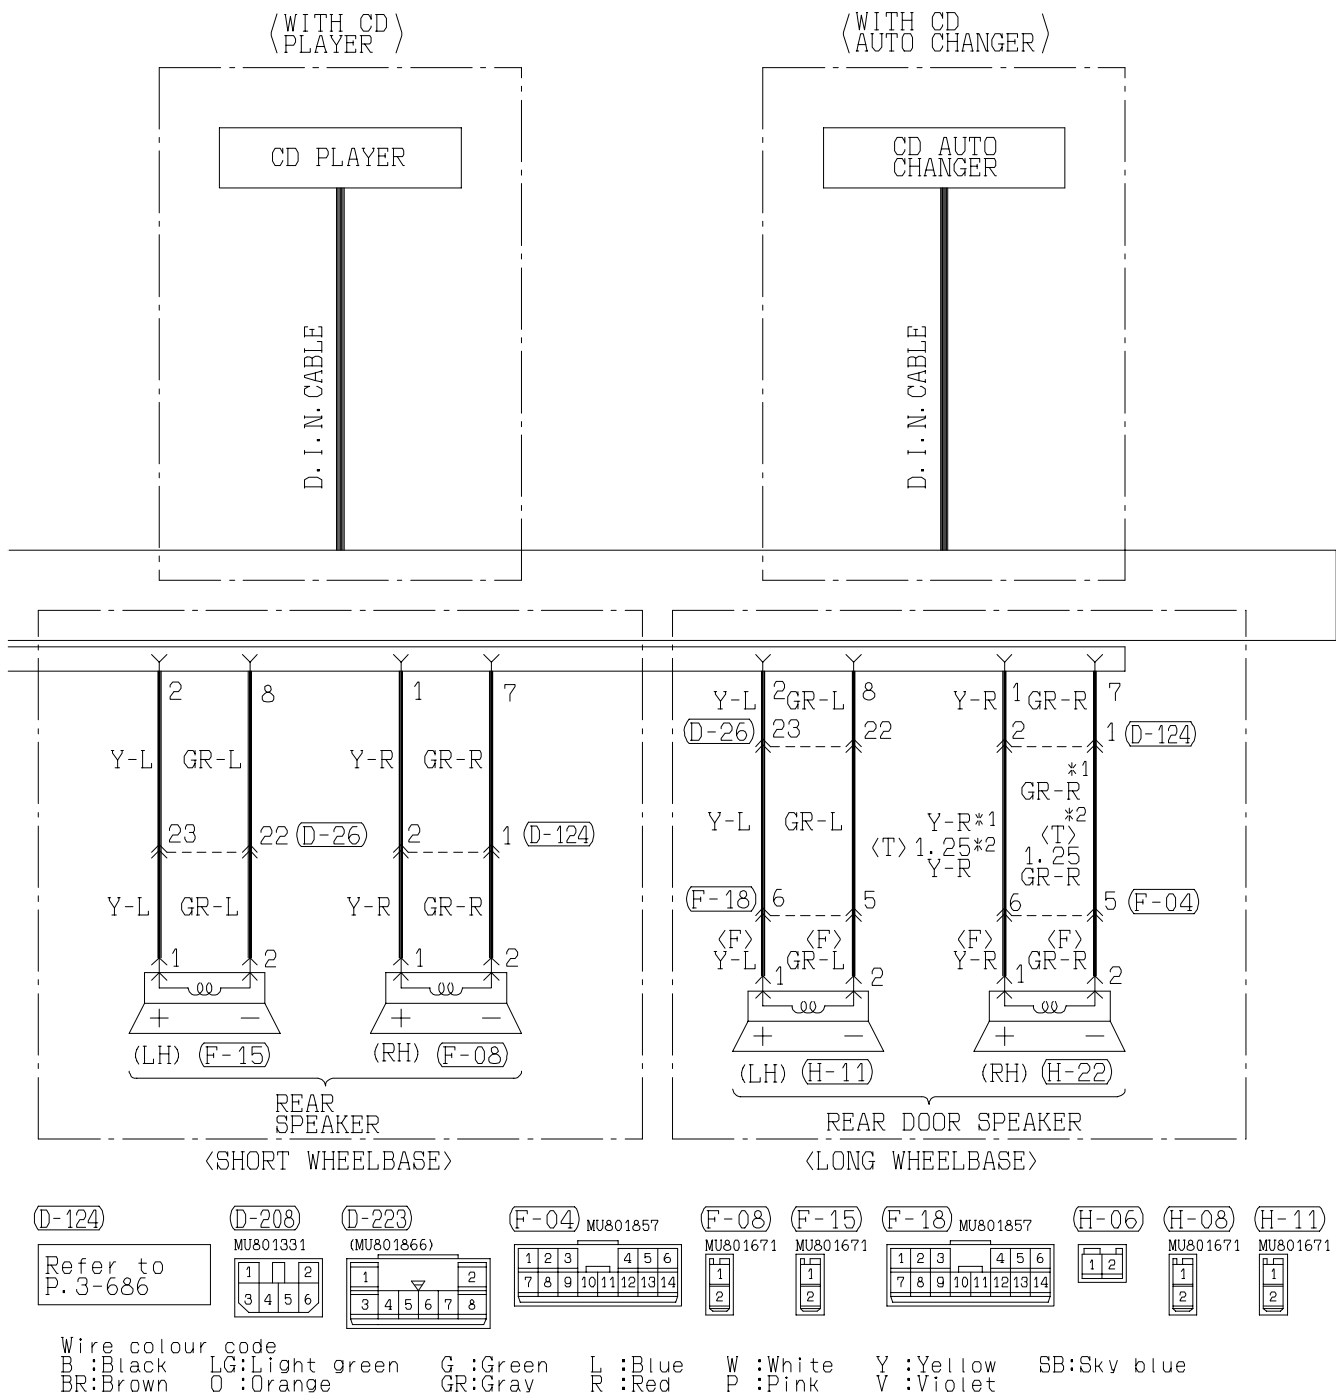 〈WITH CD PLAYER〉
〈WITH CD AUTO CHANGER〉
CD PLAYER
CD AUTO CHANGER
D.I.N.CABLE
D.I.N.CABLE
2 8 1 7
Y-L GR-L Y-R GR-R
23 22 (D-26) 2 1 (D-124)
Y-L GR-L Y-R GR-R
1 2 1 2
+ − + −
(LH) (F-15) (RH) (F-08)
REAR
SPEAKER
〈SHORT WHEELBASE〉
Y-L 2 GR-L 8 Y-R 1 GR-R 7
(D-26) 23 22 2 1 (D-124)
Y-L GR-L
Y-R*1
〈T〉1.25*2
Y-R
*1
GR-R
*2
〈T〉
1.25
GR-R
(F-18) 6 5 6 5 (F-04)
〈F〉 〈F〉 〈F〉 〈F〉
Y-L GR-L Y-R GR-R
1 2 1 2
+ − + −
(LH) (H-11) (RH) (H-22)
REAR DOOR SPEAKER
〈LONG WHEELBASE〉
(D-124)
Refer to
P.3-686
(D-208)
MU801331
1 2
3 4 5 6
(D-223)
(MU801866)
1 2
3 4 5 6 7 8
(F-04) MU801857
1 2 3 4 5 6
7 8 9 10 11 12 13 14
(F-08)
MU801671
1
2
(F-15)
MU801671
1
2
(F-18) MU801857
1 2 3 4 5 6
7 8 9 10 11 12 13 14
(H-06)
1 2
(H-08)
MU801671
1
2
(H-11)
MU801671
1
2
Wire colour code
B :Black LG:Light green G :Green L :Blue W :White Y :Yellow SB:Sky blue
BR:Brown O :Orange GR:Gray R :Red P :Pink V :Violet